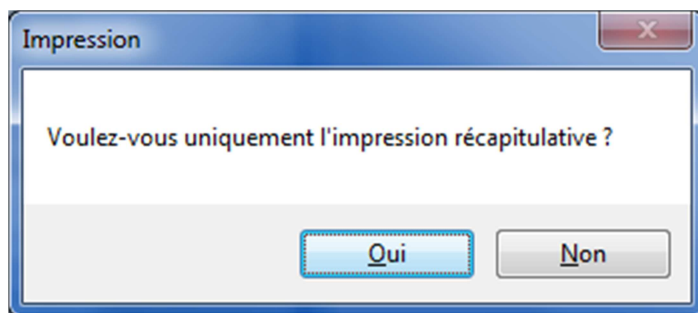 Impression
Voulez-vous uniquement l'impression récapitulative ?
Oui
Non